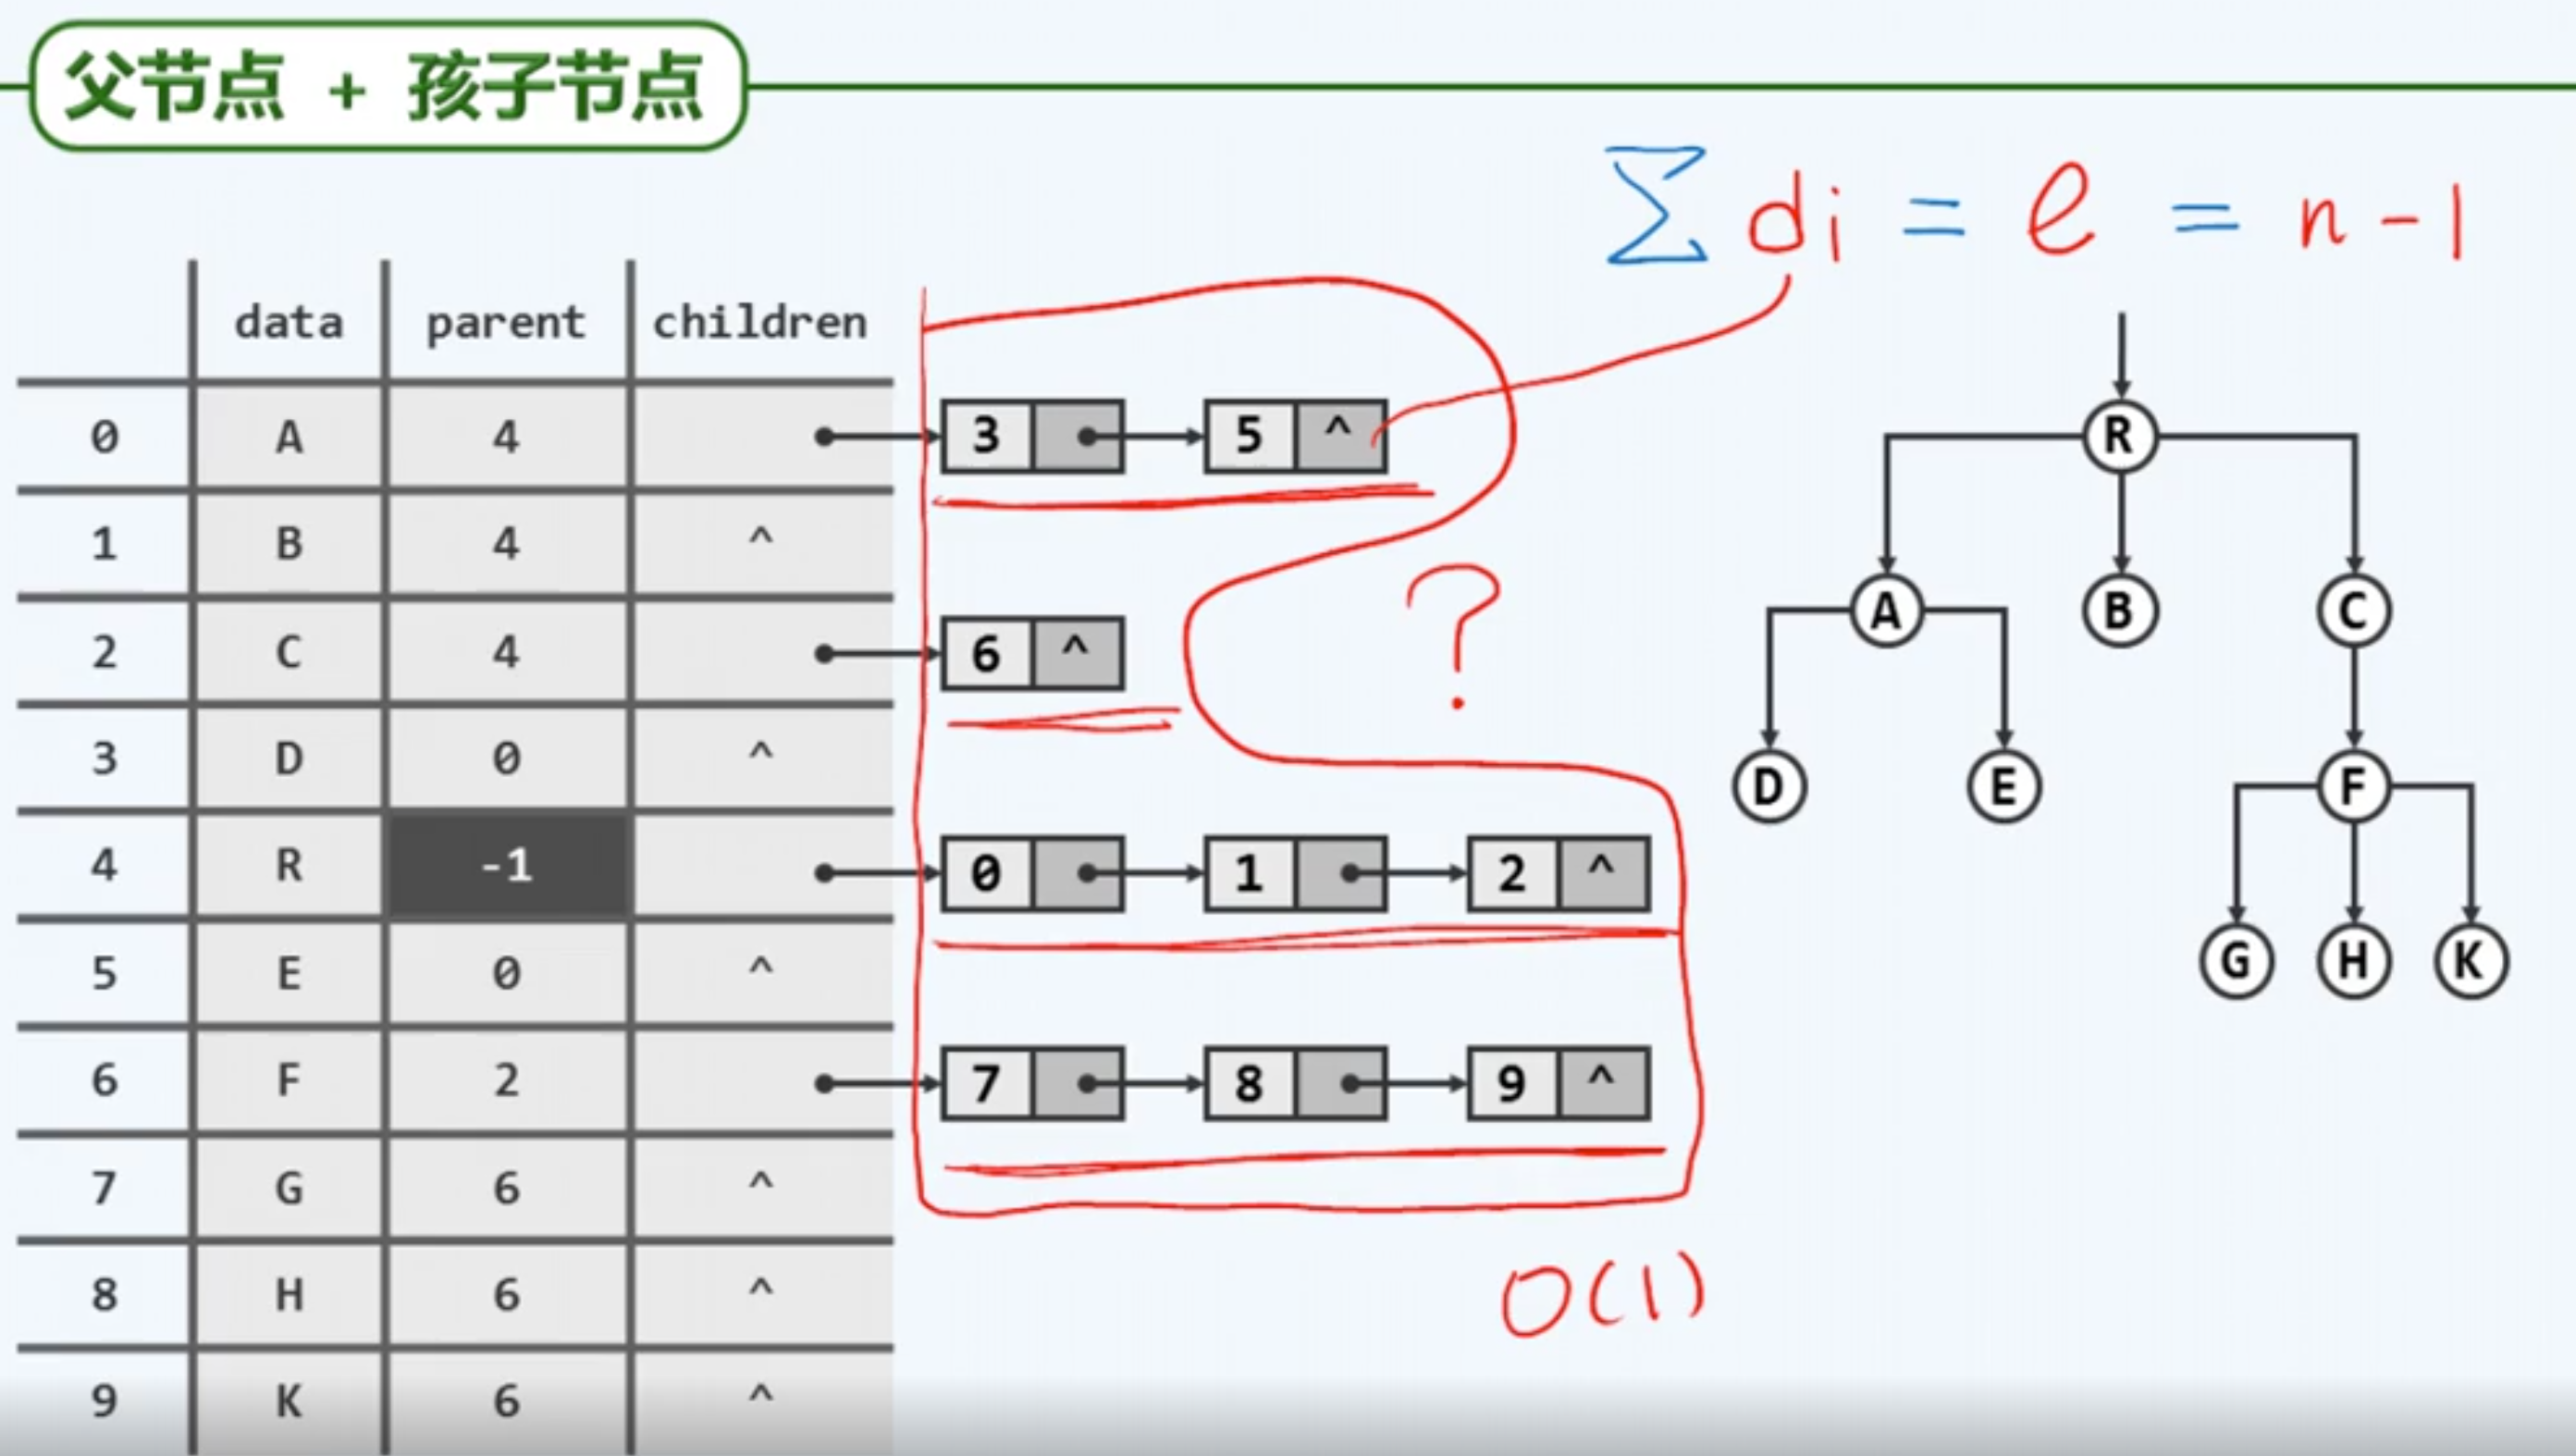 父节点 + 孩子节点
∑ di = e = n-1
data parent children
0 A 4 3 5 ^
1 B 4 ^
2 C 4 6 ^
3 D 0 ^
4 R -1 0 1 2 ^
5 E 0 ^
6 F 2 7 8 9 ^
7 G 6 ^
8 H 6 ^
9 K 6 ^
?
O(1)
R
A B C
D E F
G H K